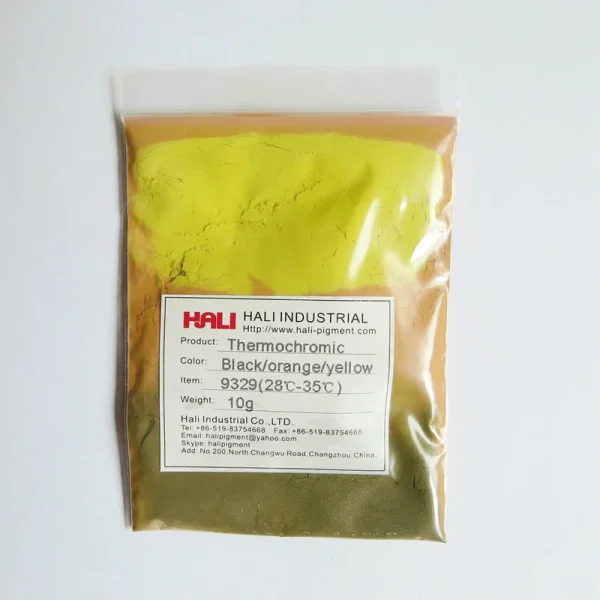 HALI HALI INDUSTRIAL
Http://www.hali-pigment.com
Product: Thermochromic
Color: Black/orange/yellow
Item: 9329(28℃-35℃)
Weight: 10g
Hali Industrial Co.,LTD.
Tel: +86-519-83754668 Fax: +86-519-83754668
Email: halipigment@yahoo.com
Skype: halipigment
Add: No.200,North Changwu Road,Changzhou,China